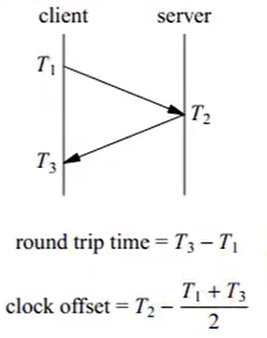 client server
T₁
T₂
T₃
round trip time = T₃ − T₁
clock offset = T₂ − (T₁ + T₃) / 2